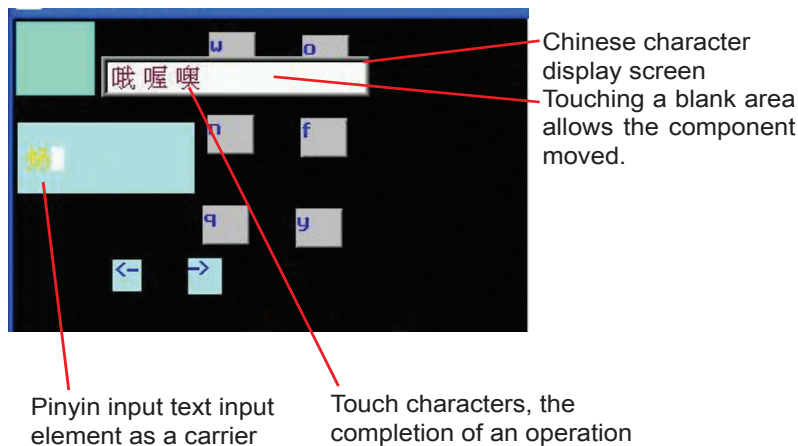 w o
哦 喔 噢
n f
q y
<- ->
Chinese character
display screen
Touching a blank area
allows the component
moved.
Pinyin input text input
element as a carrier
Touch characters, the
completion of an operation